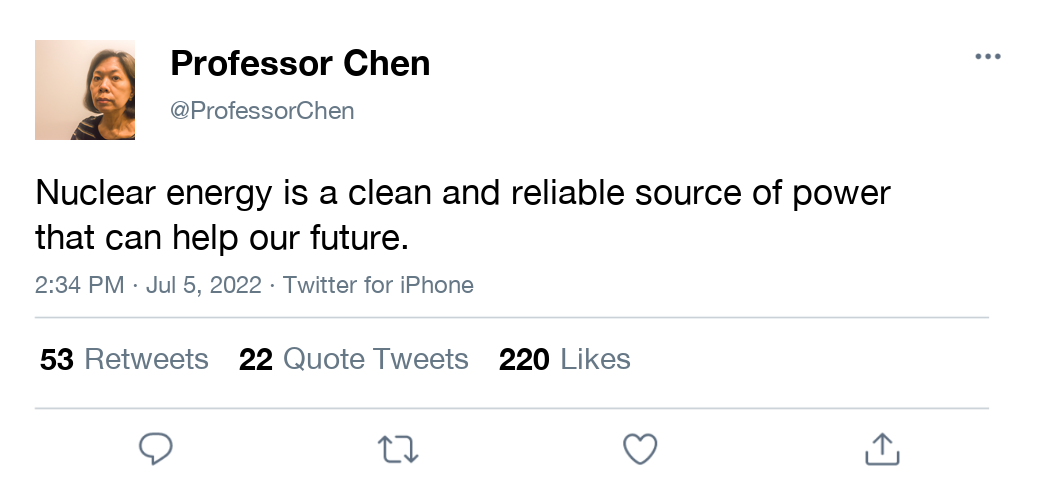 Professor Chen
@ProfessorChen
Nuclear energy is a clean and reliable source of power
that can help our future.
2:34 PM · Jul 5, 2022 · Twitter for iPhone
53 Retweets 22 Quote Tweets 220 Likes